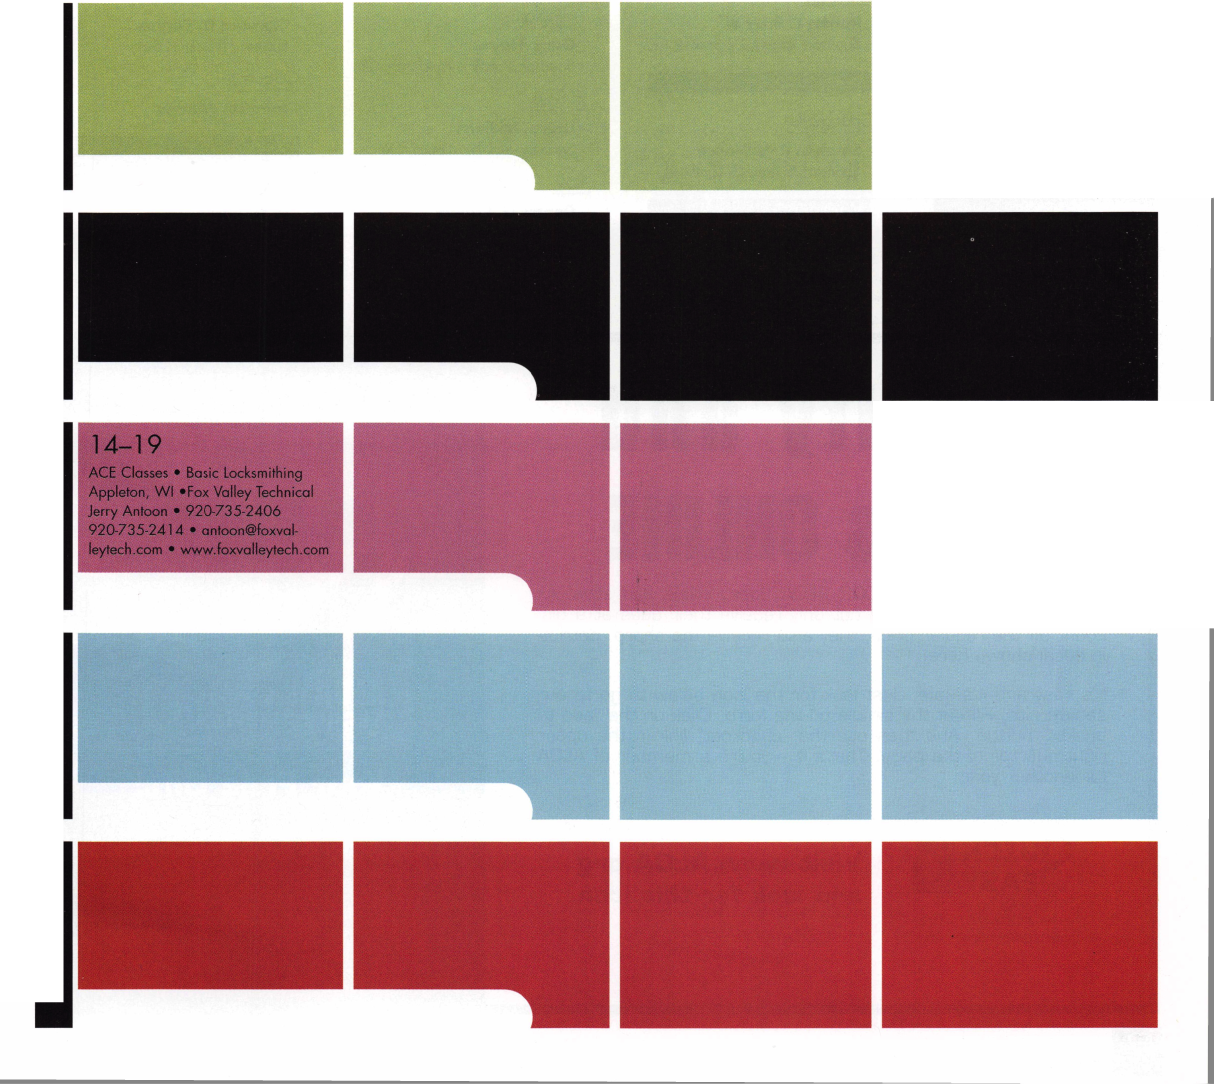 14–19
ACE Classes • Basic Locksmithing
Appleton, WI •Fox Valley Technical
Jerry Antoon • 920-735-2406
920-735-2414 • antoon@foxval-
leytech.com • www.foxvalleytech.com